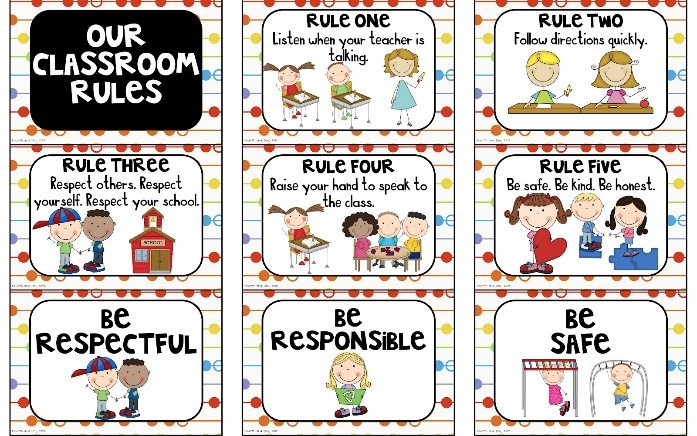 OUR
CLASSROOM
RULES
RULE ONE
Listen when your teacher is
talking.
RULE TWO
Follow directions quickly.
RULE THREE
Respect others. Respect
yourself. Respect your school.
SCHOOL
RULE FOUR
Raise your hand to speak to
the class.
RULE FIVE
Be safe. Be kind. Be honest.
BE
RESPECTFUL
BE
RESPONSIBLE
BE
SAFE